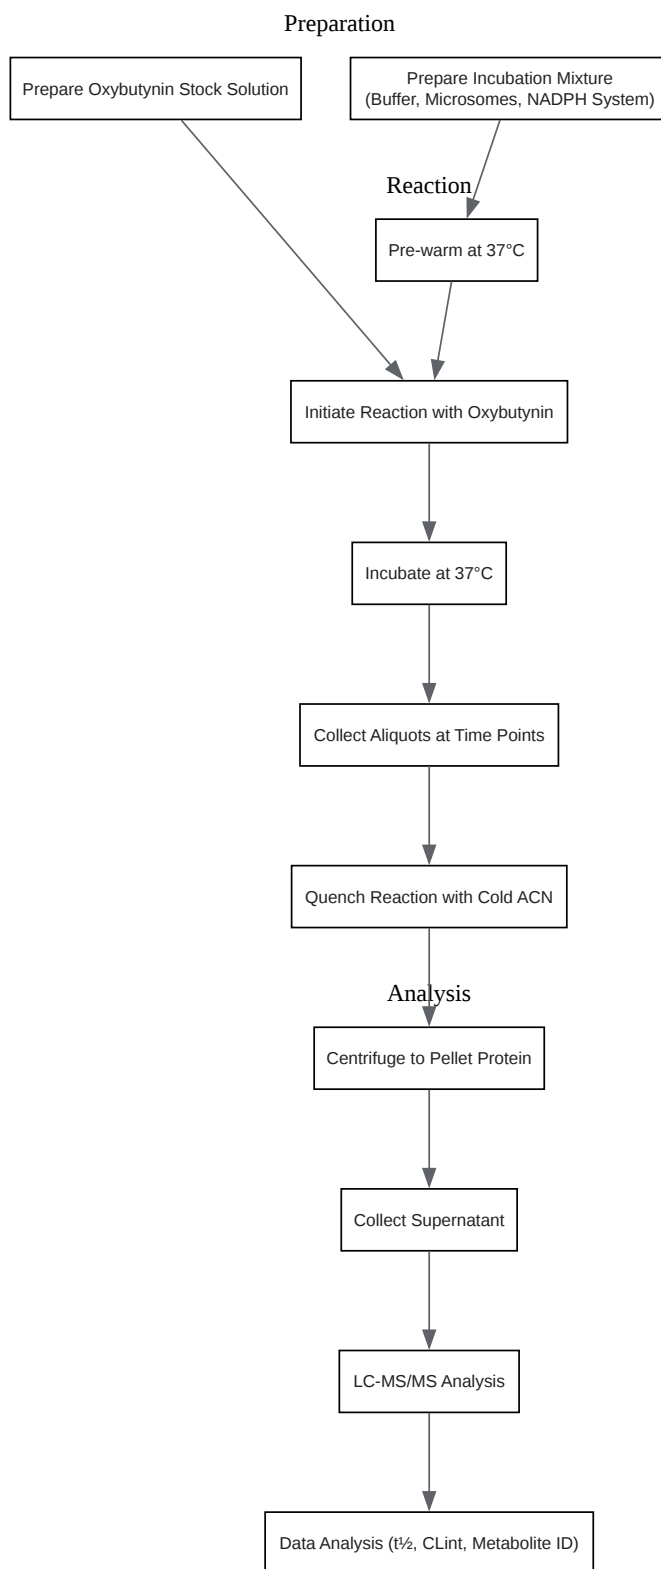 Preparation
Prepare Oxybutynin Stock Solution
Prepare Incubation Mixture
(Buffer, Microsomes, NADPH System)
Reaction
Pre-warm at 37°C
Initiate Reaction with Oxybutynin
Incubate at 37°C
Collect Aliquots at Time Points
Quench Reaction with Cold ACN
Analysis
Centrifuge to Pellet Protein
Collect Supernatant
LC-MS/MS Analysis
Data Analysis (t½, CLint, Metabolite ID)